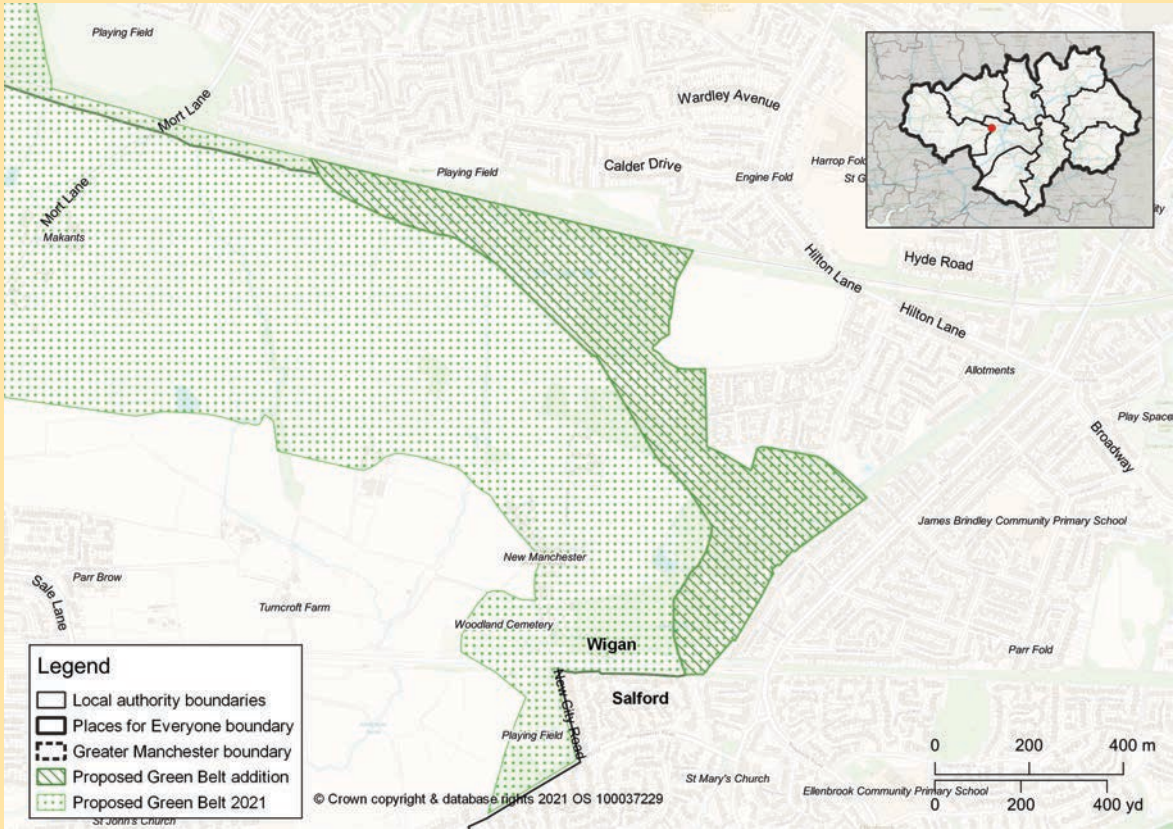 Playing Field
Mort Lane
Wardley Avenue
Calder Drive
Playing Field
Engine Fold
Harrop Fold
St G
Mort Lane
Makants
Hilton Lane
Hyde Road
Hilton Lane
Allotments
Play Space
Broadway
James Brindley Community Primary School
New Manchester
Parr Brow
Sale Lane
Turncroft Farm
Woodland Cemetery
Wigan
Parr Fold
Salford
New City Road
Playing Field
St Mary's Church
Ellenbrook Community Primary School
Legend
Local authority boundaries
Places for Everyone boundary
Greater Manchester boundary
Proposed Green Belt addition
Proposed Green Belt 2021
St John's Church
© Crown copyright & database rights 2021 OS 100037229
0 200 400 m
0 200 400 yd